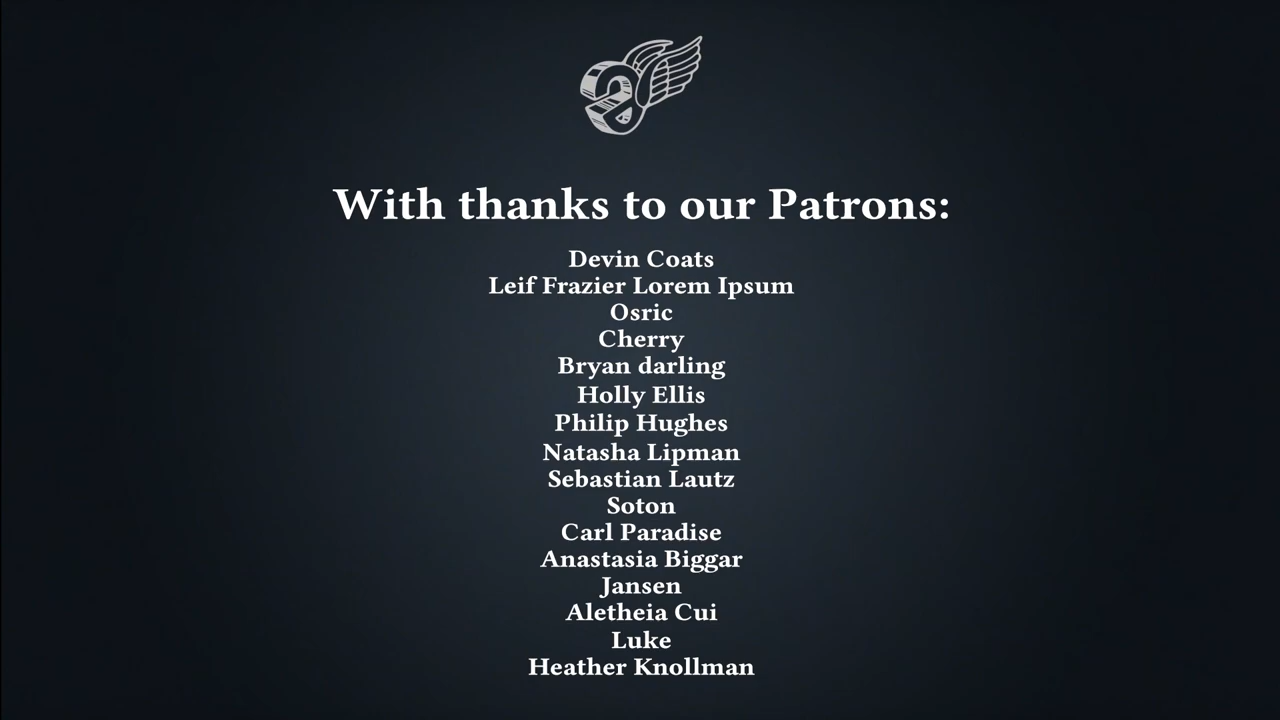 With thanks to our Patrons:
Devin Coats
Leif Frazier Lorem Ipsum
Osric
Cherry
Bryan darling
Holly Ellis
Philip Hughes
Natasha Lipman
Sebastian Lautz
Soton
Carl Paradise
Anastasia Biggar
Jansen
Aletheia Cui
Luke
Heather Knollman